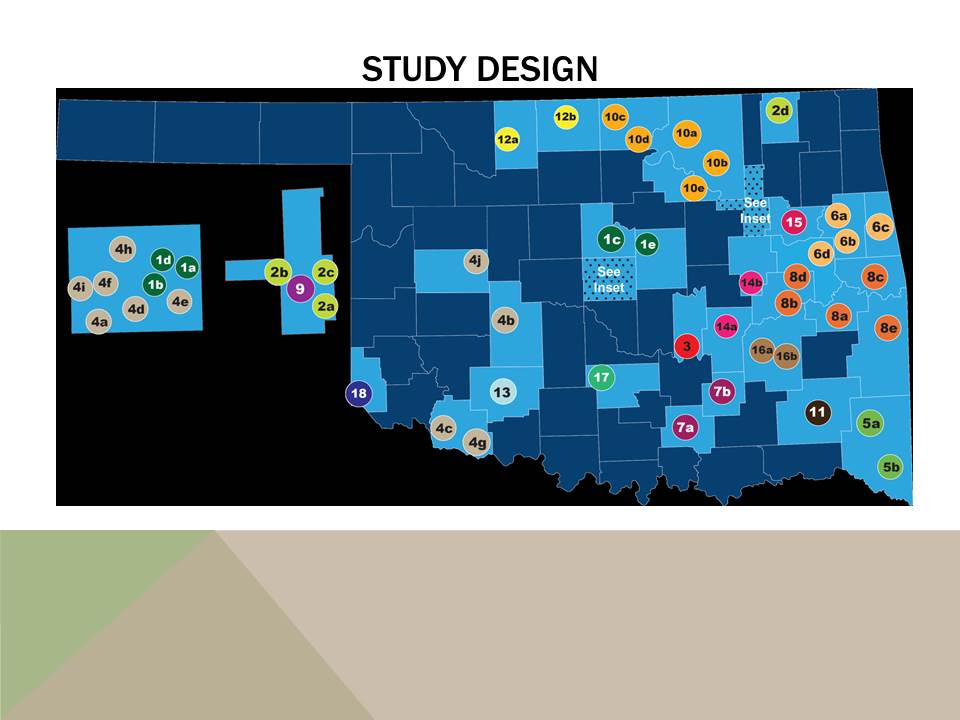 STUDY DESIGN
12a
12b
10c
10d
10a
10b
10e
2d
See
Inset
15
6a
6c
6b
6d
4h
1d
1a
4f
1b
4i
4d
4e
4a
2b
2c
9
2a
4j
1c
1e
See
Inset
14b
8d
8c
8b
4b
14a
8a
8e
3
16a
16b
18
13
17
7b
11
4c
4g
7a
5a
5b